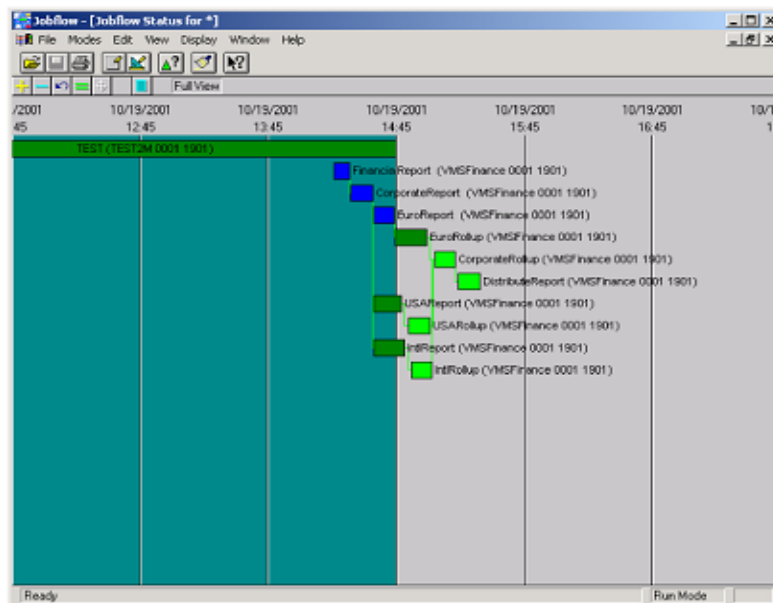 Jobflow - [Jobflow Status for *]
File Modes Edit View Display Window Help
Full View
/2001 10/19/2001 10/19/2001 10/19/2001 10/19/2001 10/19/2001 10/1
45 12:45 13:45 14:45 15:45 16:45 1
TEST (TEST2M 0001 1901)
FinancialReport (VMSFinance 0001 1901)
CorporateReport (VMSFinance 0001 1901)
EuroReport (VMSFinance 0001 1901)
EuroRollup (VMSFinance 0001 1901)
CorporateRollup (VMSFinance 0001 1901)
DistributeReport (VMSFinance 0001 1901)
USAReport (VMSFinance 0001 1901)
USARollup (VMSFinance 0001 1901)
IntlReport (VMSFinance 0001 1901)
IntlRollup (VMSFinance 0001 1901)
Ready Run Mode